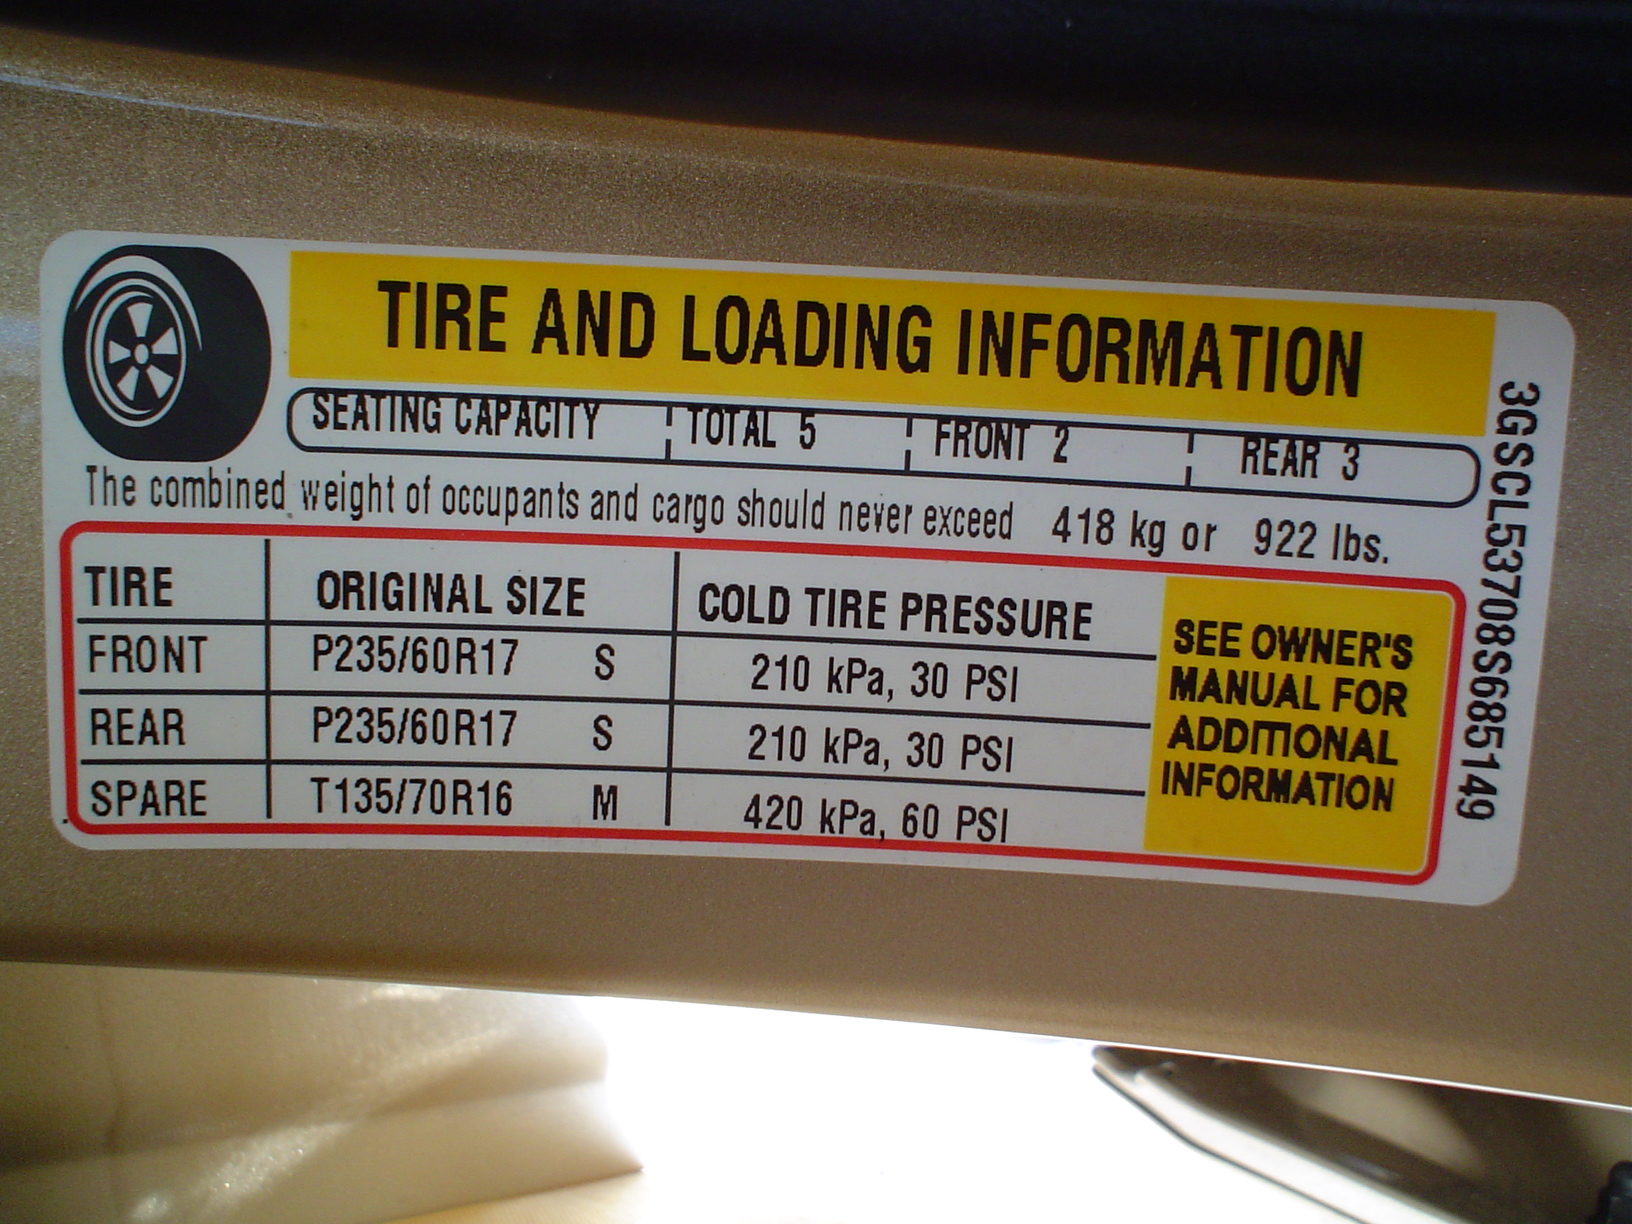 TIRE AND LOADING INFORMATION
SEATING CAPACITY TOTAL 5 FRONT 2 REAR 3
The combined weight of occupants and cargo should never exceed 418 kg or 922 lbs.
TIRE ORIGINAL SIZE COLD TIRE PRESSURE
FRONT P235/60R17 S 210 kPa, 30 PSI
REAR P235/60R17 S 210 kPa, 30 PSI
SPARE T135/70R16 M 420 kPa, 60 PSI
SEE OWNER'S
MANUAL FOR
ADDITIONAL
INFORMATION
3GSCL53708S685149